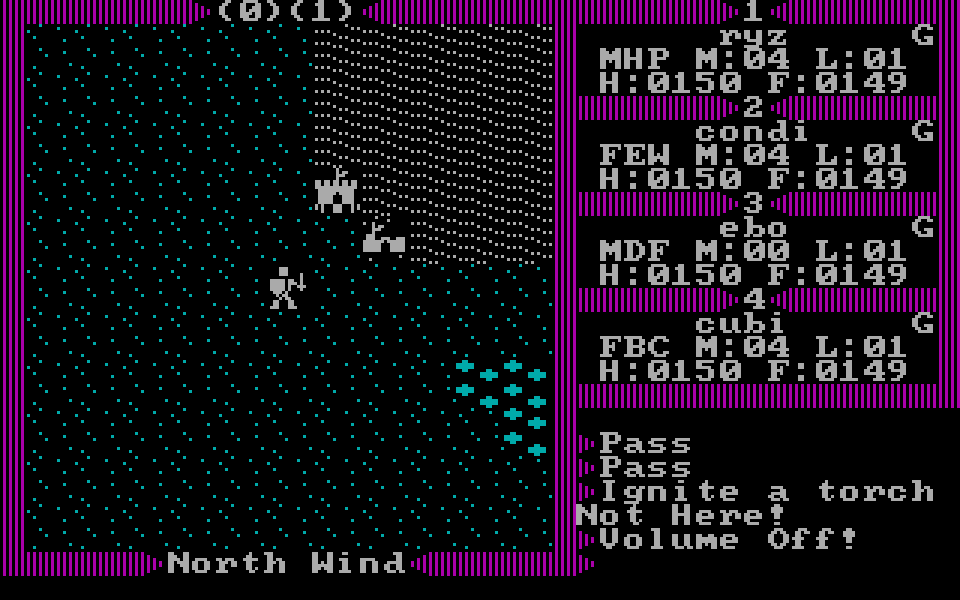 (0)(1)
North Wind
1
ryz G
MHP M:04 L:01
H:0150 F:0149
2
condi G
FEW M:04 L:01
H:0150 F:0149
3
ebo G
MDF M:00 L:01
H:0150 F:0149
4
cubi G
FBC M:04 L:01
H:0150 F:0149
Pass
Pass
Ignite a torch
Not Here!
Volume Off!